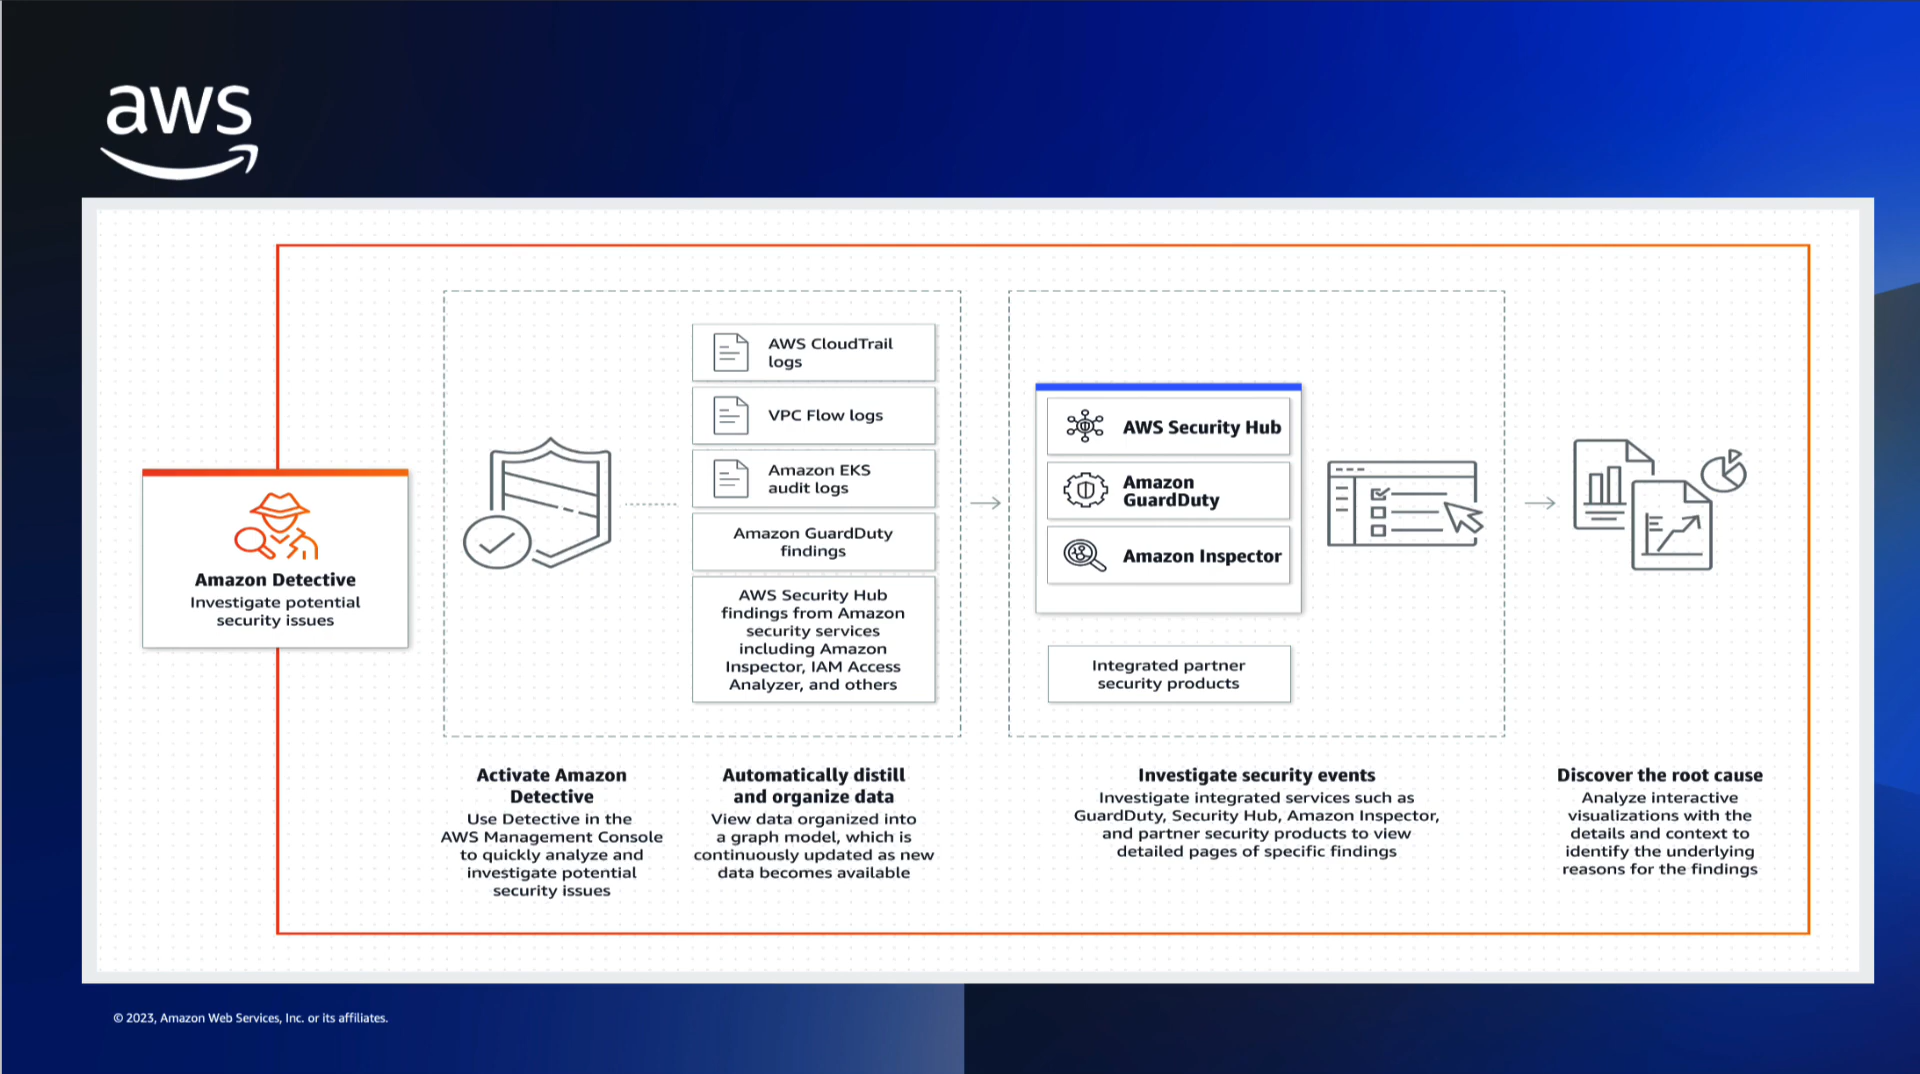 aws
AWS CloudTrail
logs
VPC Flow logs
Amazon EKS
audit logs
Amazon GuardDuty
findings
AWS Security Hub
findings from Amazon
security services
including Amazon
Inspector, IAM Access
Analyzer, and others
AWS Security Hub
Amazon
GuardDuty
Amazon Inspector
Integrated partner
security products
Amazon Detective
Investigate potential
security issues
Activate Amazon
Detective
Use Detective in the
AWS Management Console
to quickly analyze and
investigate potential
security issues
Automatically distill
and organize data
View data organized into
a graph model, which is
continuously updated as new
data becomes available
Investigate security events
Investigate integrated services such as
GuardDuty, Security Hub, Amazon Inspector,
and partner security products to view
detailed pages of specific findings
Discover the root cause
Analyze interactive
visualizations with the
details and context to
identify the underlying
reasons for the findings
© 2023, Amazon Web Services, Inc. or its affiliates.